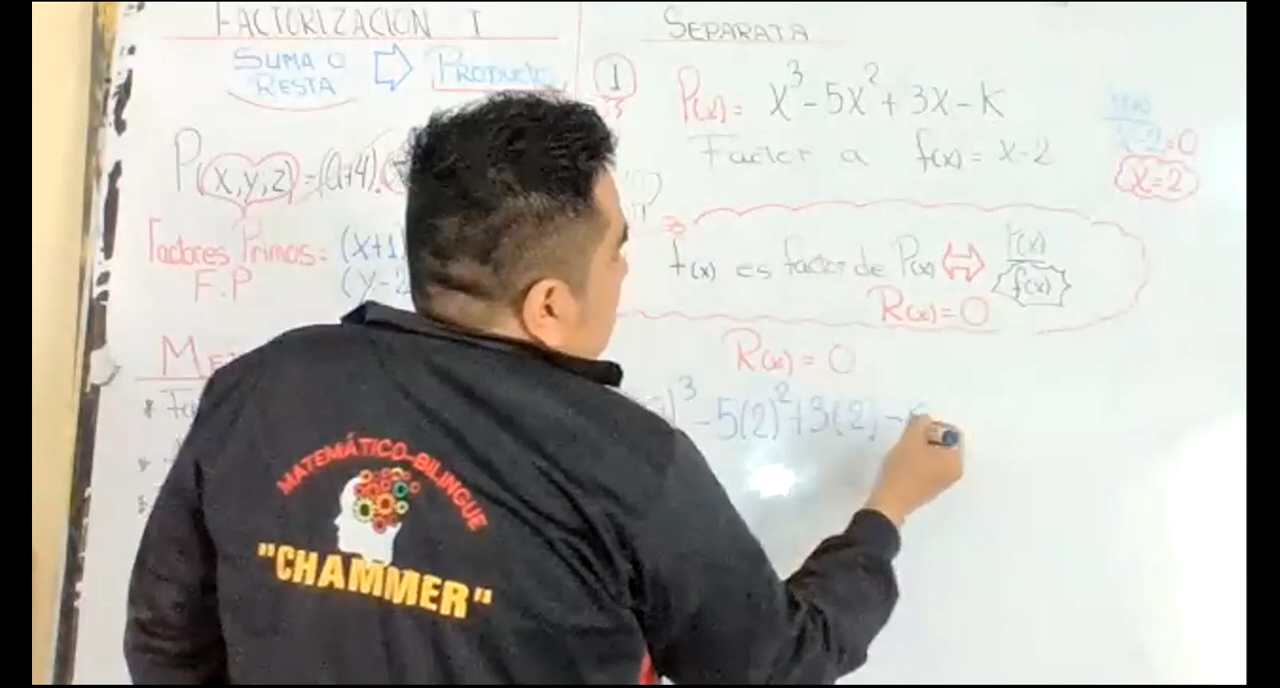 FACTORIZACION I
SUMA O
RESTA
PRODUCTO
P(x,y,z)=(a+4).
Factores Primos: (x+1)
F.P
(y-2
SEPARATA
1
P(x)= x³-5x²+3x-K
Factor a f(x)= x-2
x-2=0
x=2
f(x) es factor de P(x) ⇔ P(x)
f(x)
R(x)=0
R(x)=0
)³-5(2)²+3(2)-K
MATEMÁTICO-BILINGUE
"CHAMMER"